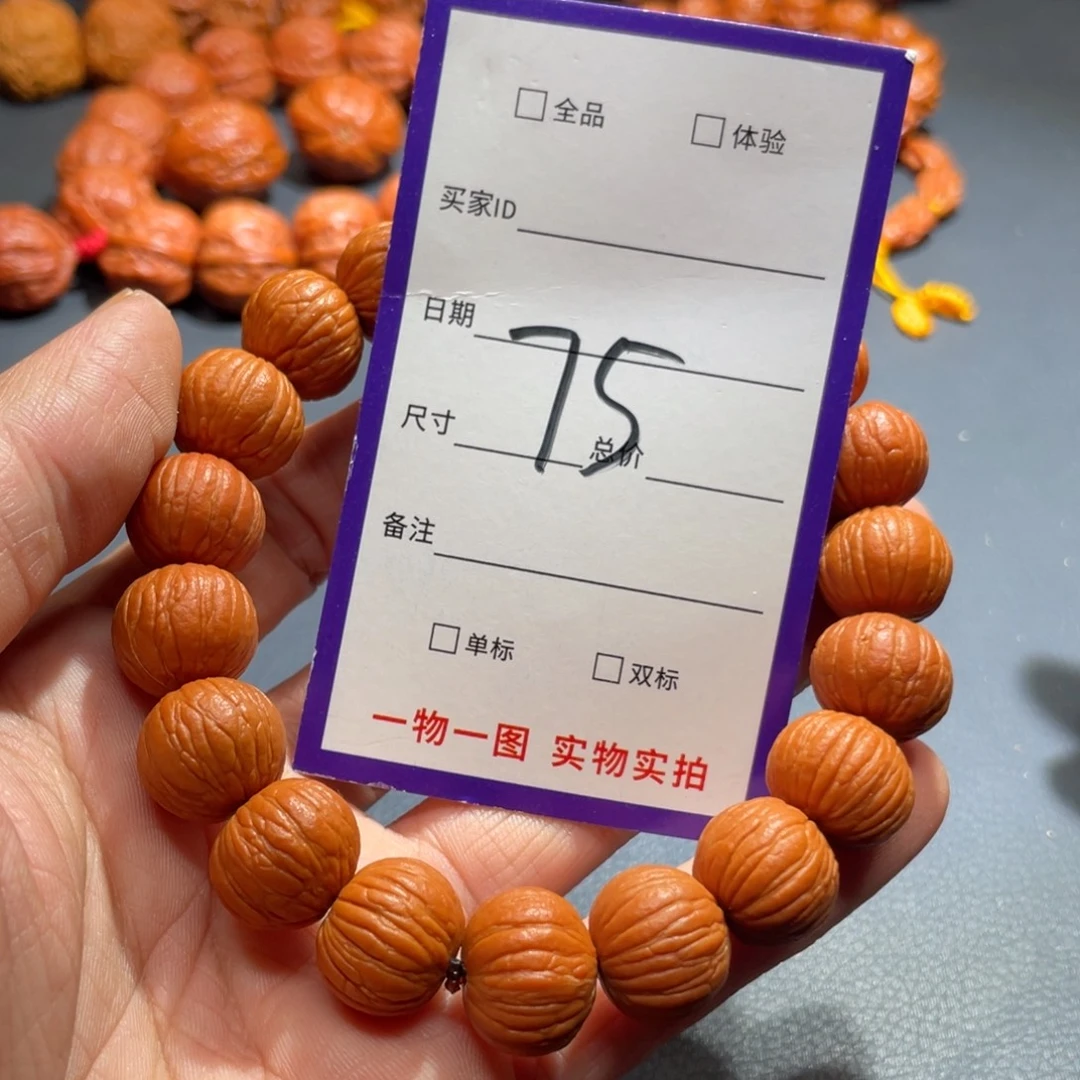 □全品 □体验
买家ID
日期
75
尺寸 总价
备注
□单标 □双标
一物一图 实物实拍